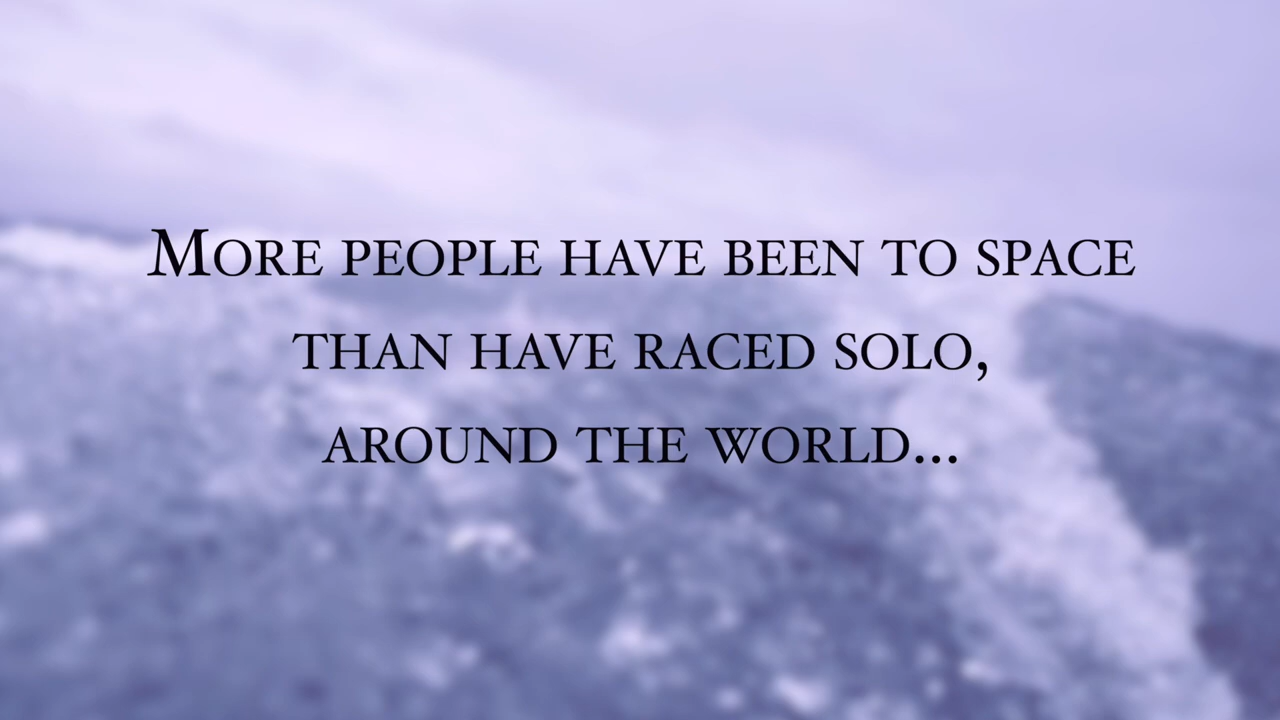 More people have been to space
than have raced solo,
around the world...